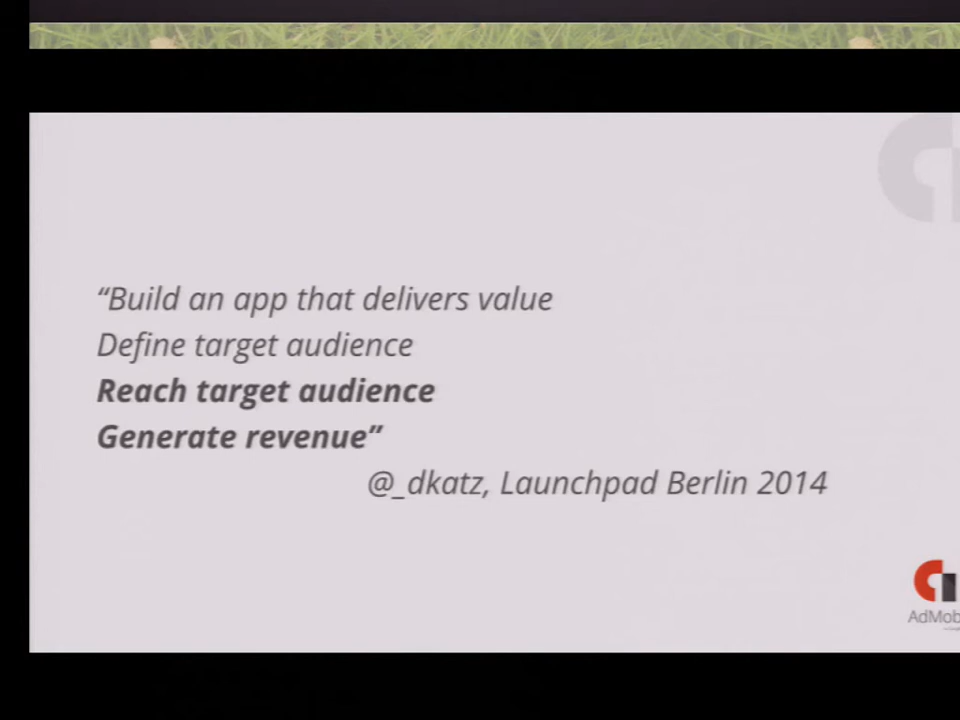 “Build an app that delivers value
Define target audience
Reach target audience
Generate revenue”
@_dkatz, Launchpad Berlin 2014
AdMob